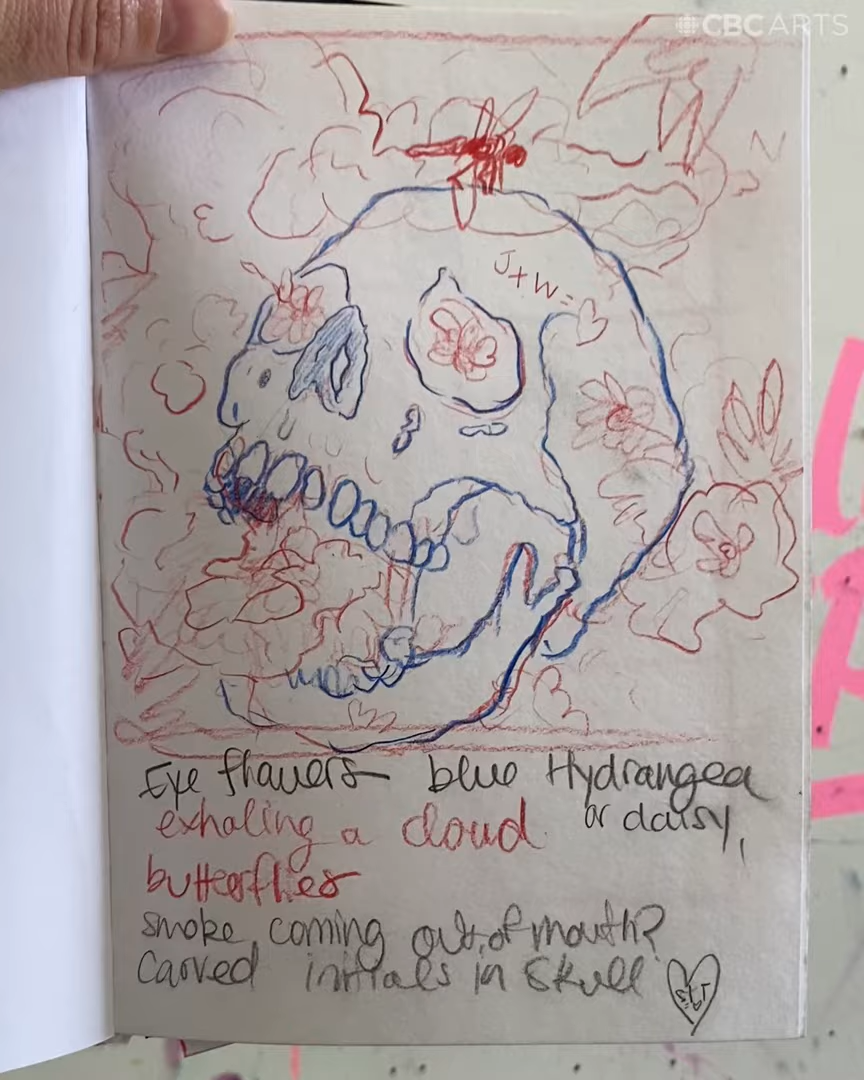 CBC ARTS
J+W=
Eye flowers - blue Hydrangea
or daisy,
exhaling a cloud
butterflies
smoke coming out of mouth?
carved initials in skull